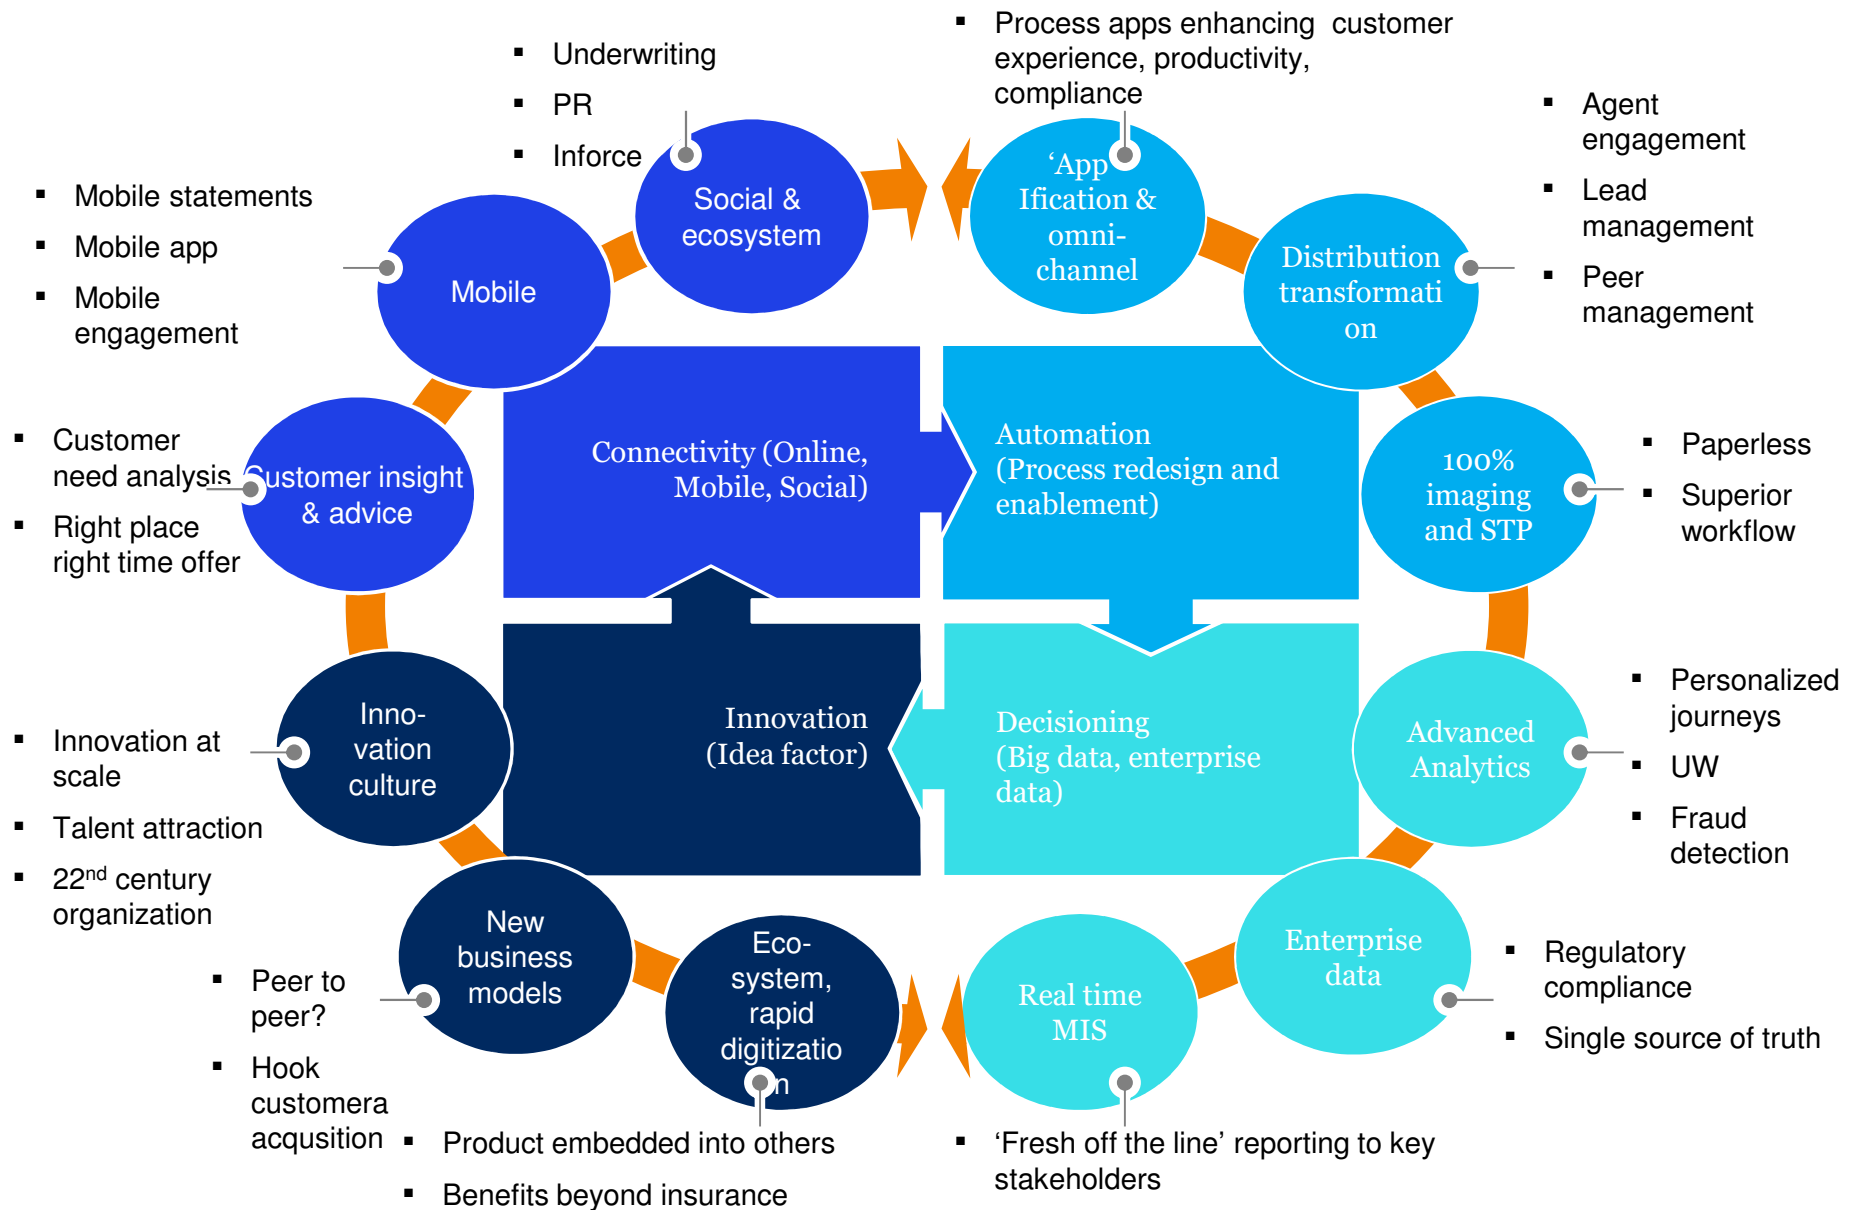 ▪ Process apps enhancing  customer
experience, productivity,
compliance
▪ Underwriting
▪ PR
▪ Inforce
▪ Agent
engagement
▪ Lead
management
▪ Peer
management
▪ Mobile statements
▪ Mobile app
▪ Mobile
engagement
Social &
ecosystem
‘App
Ification &
omni-
channel
Mobile
Distribution
transformati
on
▪ Customer
need analysis
▪ Right place
right time offer
Customer insight
& advice
Connectivity (Online,
Mobile, Social)
Automation
(Process redesign and
enablement)
100%
imaging
and STP
▪ Paperless
▪ Superior
workflow
Inno-
vation
culture
Innovation
(Idea factor)
Decisioning
(Big data, enterprise
data)
Advanced
Analytics
▪ Personalized
journeys
▪ UW
▪ Fraud
detection
▪ Innovation at
scale
▪ Talent attraction
▪ 22nd century
organization
New
business
models
Eco-
system,
rapid
digitizatio
n
Real time
MIS
Enterprise
data
▪ Regulatory
compliance
▪ Single source of truth
▪ Peer to
peer?
▪ Hook
customera
acqusition
▪ Product embedded into others
▪ Benefits beyond insurance
▪ ‘Fresh off the line’ reporting to key
stakeholders